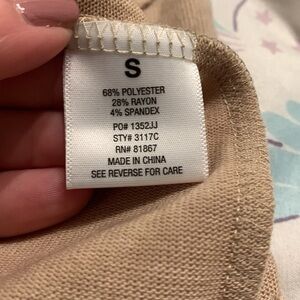 S
68% POLYESTER
28% RAYON
4% SPANDEX
PO# 1352JJ
STY# 3117C
RN# 81867
MADE IN CHINA
SEE REVERSE FOR CARE